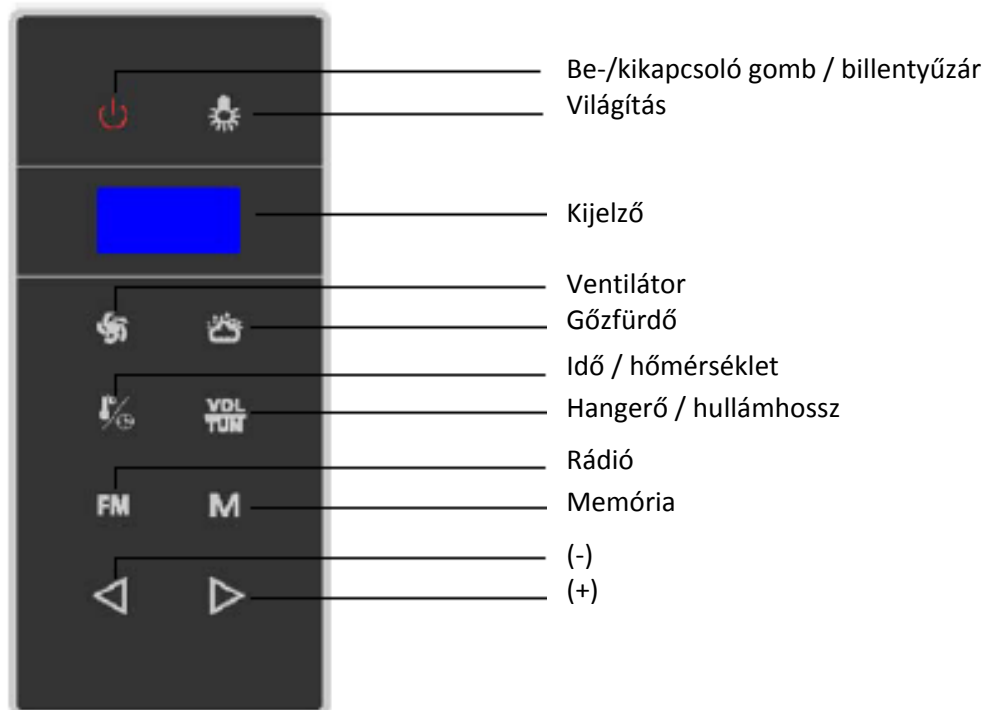 Be-/kikapcsoló gomb / billentyűzár
Világítás
Kijelző
Ventilátor
Gőzfürdő
Idő / hőmérséklet
VOL
TUN
Hangerő / hullámhossz
Rádió
FM
M
Memória
(-)
(+)